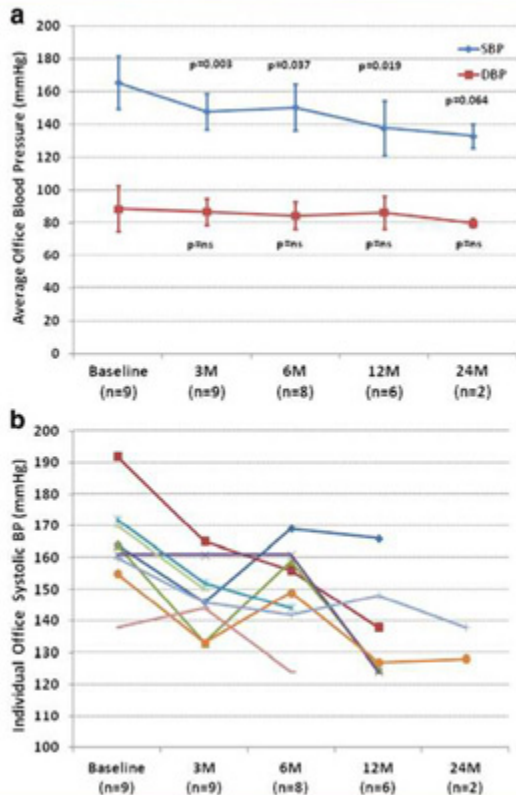 a
200
180
160
140
120
100
80
60
40
20
0
Average Office Blood Pressure (mmHg)
SBP
DBP
p=0.003
p=0.037
p=0.019
p=0.064
p=ns
p=ns
p=ns
p=ns
Baseline 3M 6M 12M 24M
(n=9) (n=9) (n=8) (n=6) (n=2)
b
200
190
180
170
160
150
140
130
120
110
100
Individual Office Systolic BP (mmHg)
Baseline 3M 6M 12M 24M
(n=9) (n=9) (n=8) (n=6) (n=2)